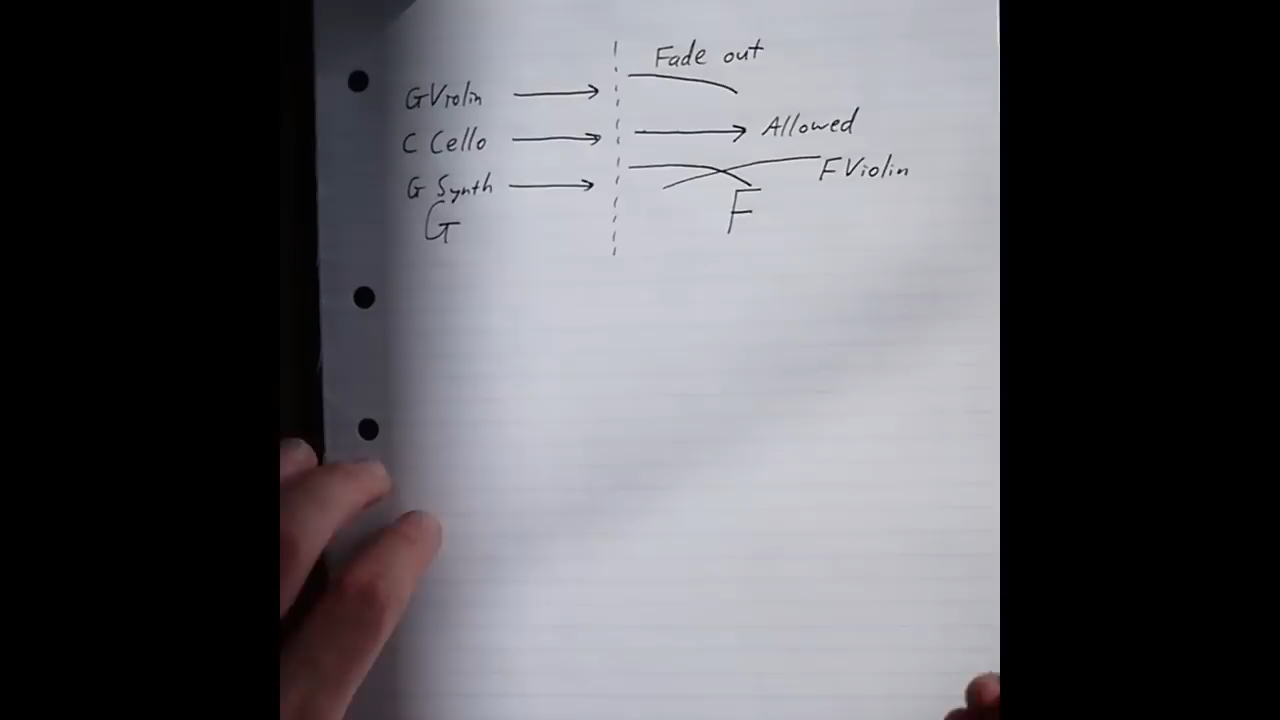 Fade out
G Violin
C Cello
Allowed
G Synth
F Violin
G
F